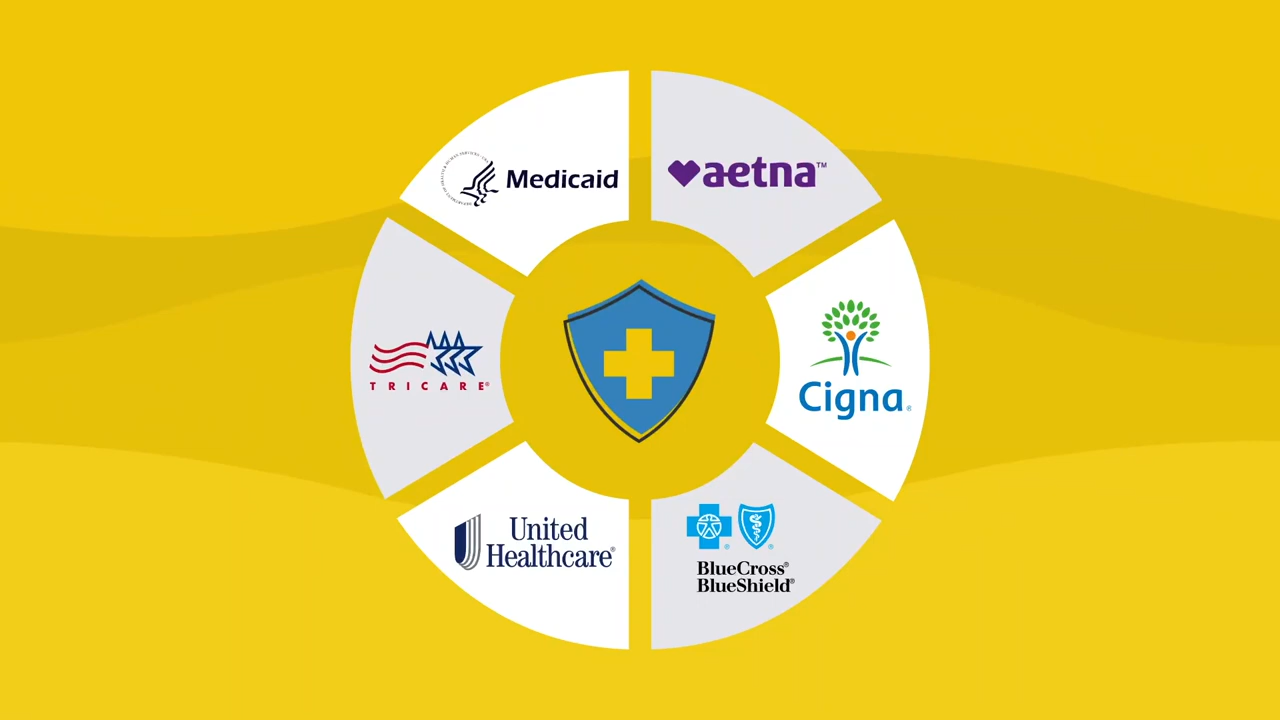 Medicaid
aetna™
TRICARE®
Cigna®
United
Healthcare®
BlueCross®
BlueShield®